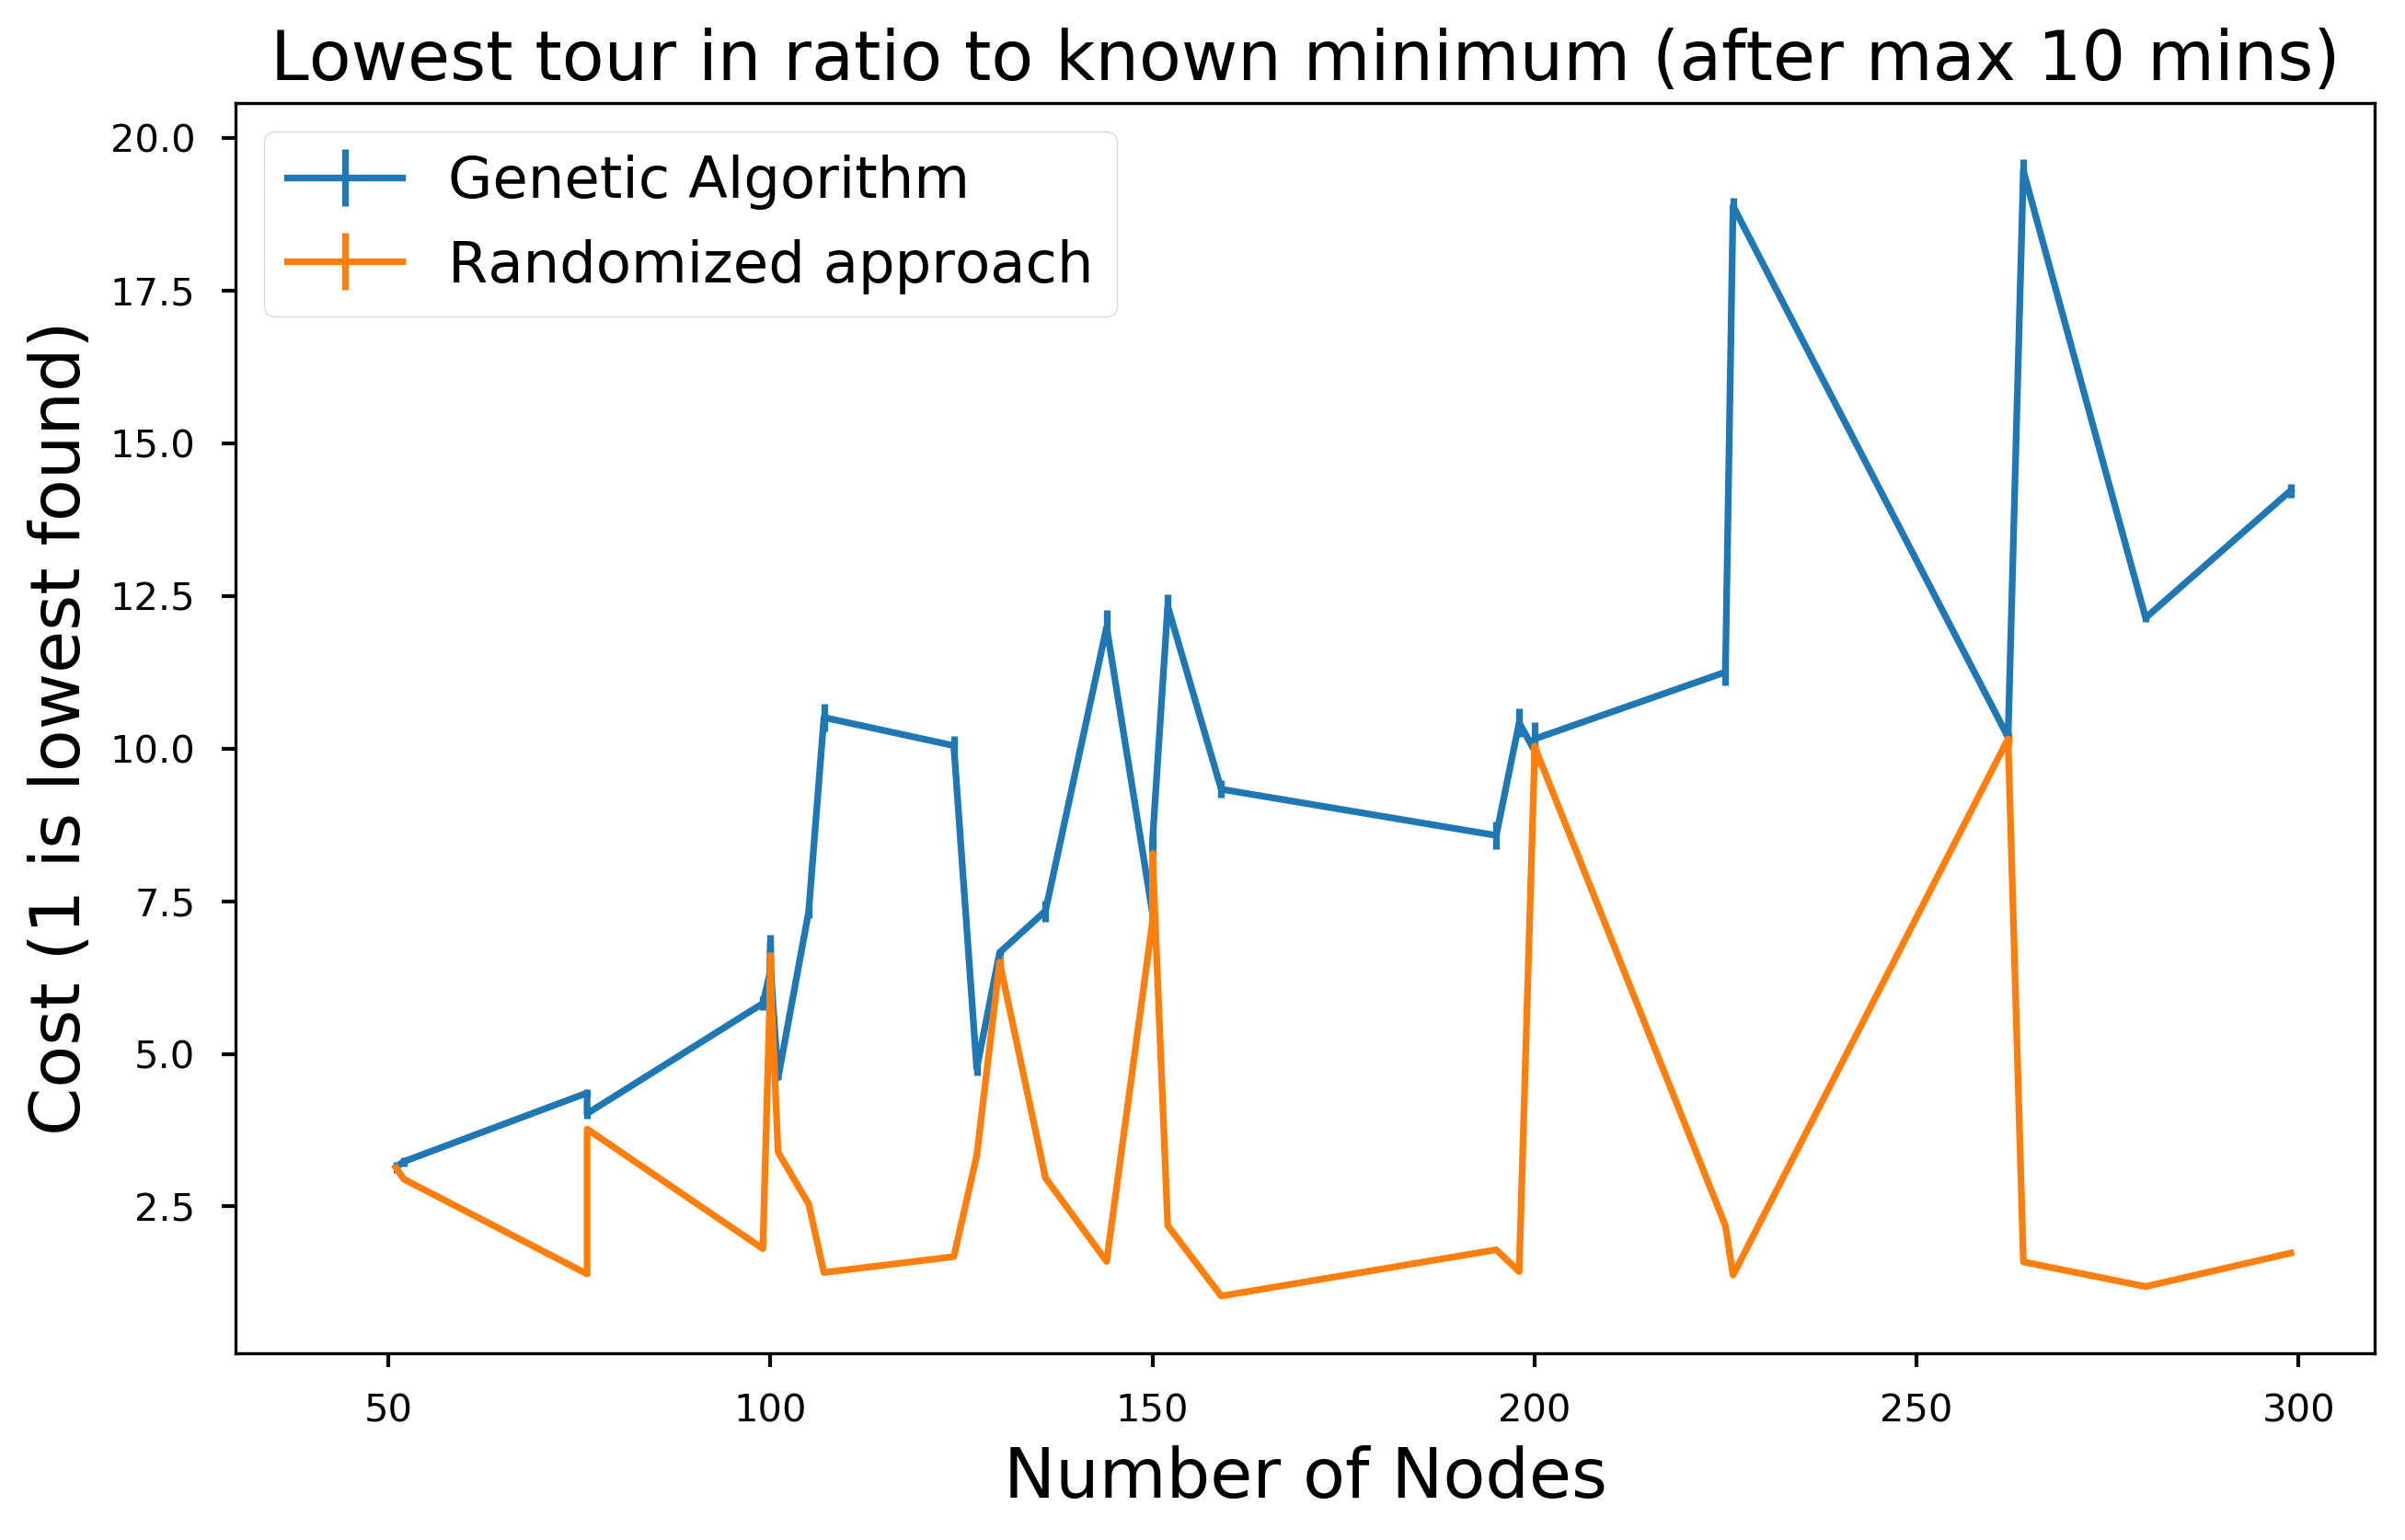 Lowest tour in ratio to known minimum (after max 10 mins)
Genetic Algorithm
Randomized approach
Cost (1 is lowest found)
20.0
17.5
15.0
12.5
10.0
7.5
5.0
2.5
50 100 150 200 250 300
Number of Nodes